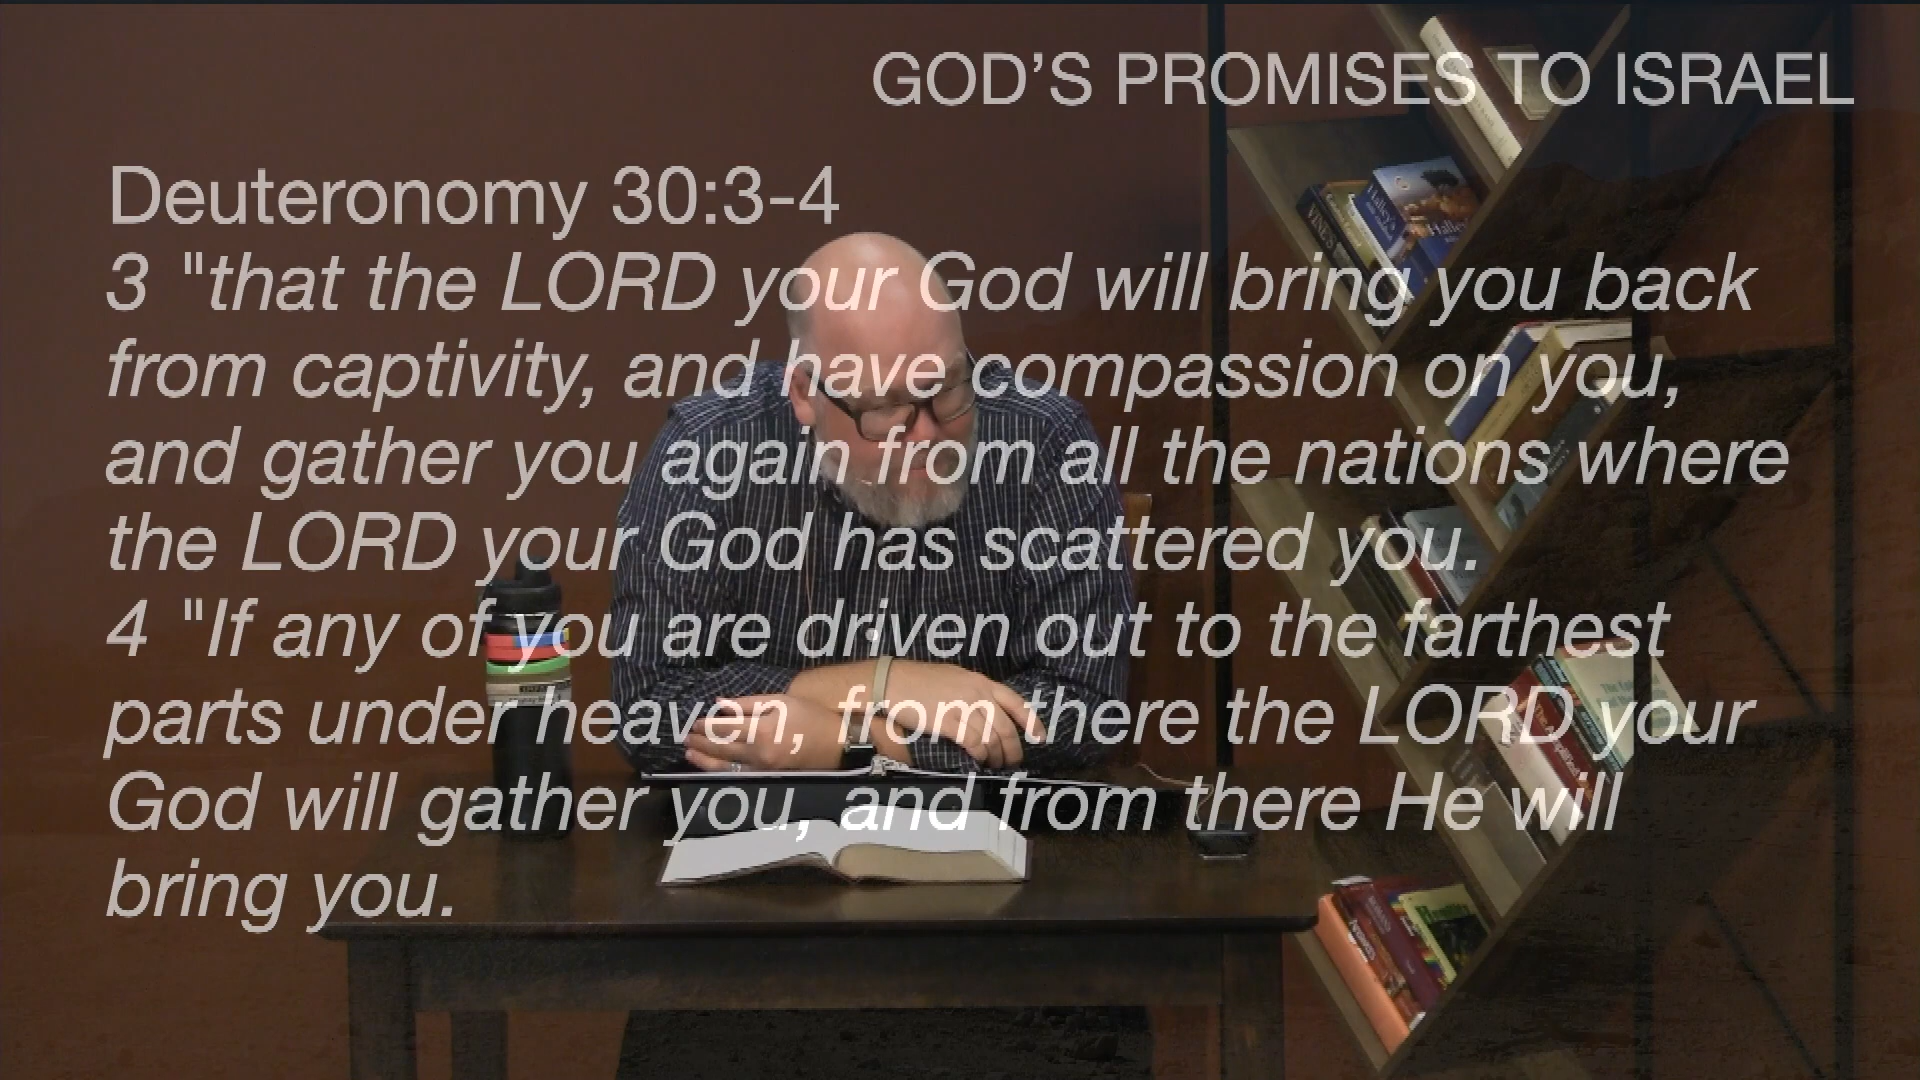 GOD'S PROMISES TO ISRAEL
Deuteronomy 30:3-4
3 "that the LORD your God will bring you back
from captivity, and have compassion on you,
and gather you again from all the nations where
the LORD your God has scattered you.
4 "If any of you are driven out to the farthest
parts under heaven, from there the LORD your
God will gather you, and from there He will
bring you.
VINE'S
Halley's
Halley's